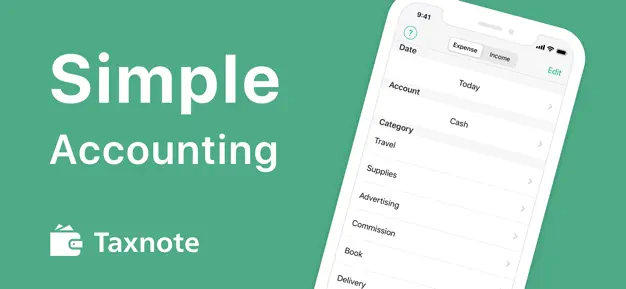 Simple
Accounting
Taxnote
9:41
?
Expense Income
Edit
Date
Today
Account
Cash
Category
Travel
Supplies
Advertising
Commission
Book
Delivery